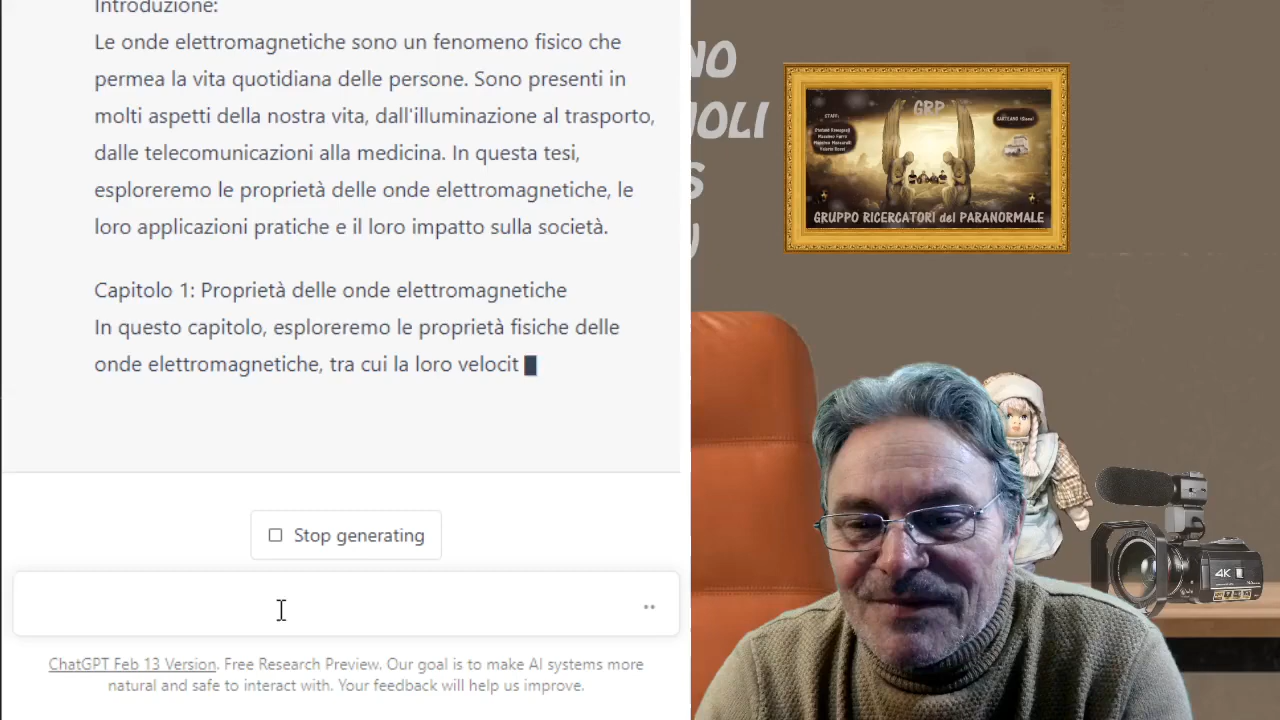 Introduzione:
Le onde elettromagnetiche sono un fenomeno fisico che
permea la vita quotidiana delle persone. Sono presenti in
molti aspetti della nostra vita, dall'illuminazione al trasporto,
dalle telecomunicazioni alla medicina. In questa tesi,
esploreremo le proprietà delle onde elettromagnetiche, le
loro applicazioni pratiche e il loro impatto sulla società.
Capitolo 1: Proprietà delle onde elettromagnetiche
In questo capitolo, esploreremo le proprietà fisiche delle
onde elettromagnetiche, tra cui la loro velocit
Stop generating
ChatGPT Feb 13 Version. Free Research Preview. Our goal is to make AI systems more
natural and safe to interact with. Your feedback will help us improve.
NO
OLI
S
GRP
STAFF:
GRUPPO RICERCATORI del PARANORMALE
4K